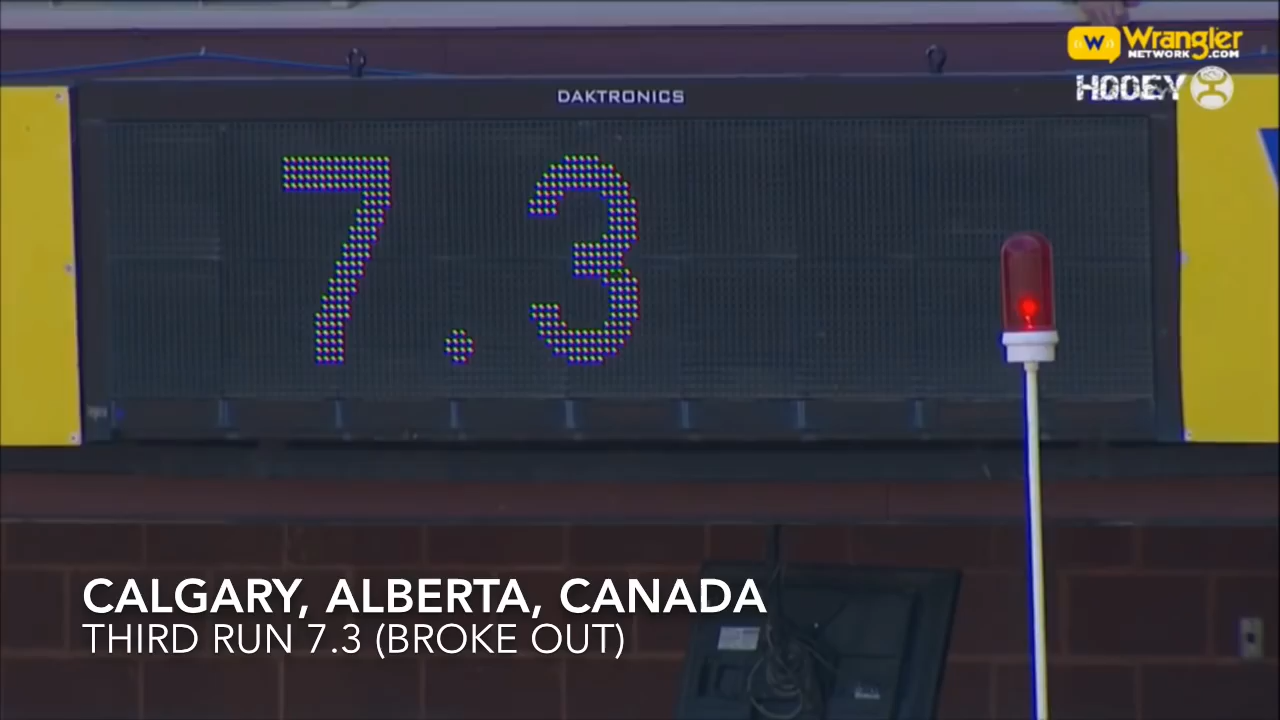 Wrangler
NETWORK.COM
HOOEY
DAKTRONICS
7.3
CALGARY, ALBERTA, CANADA
THIRD RUN 7.3 (BROKE OUT)